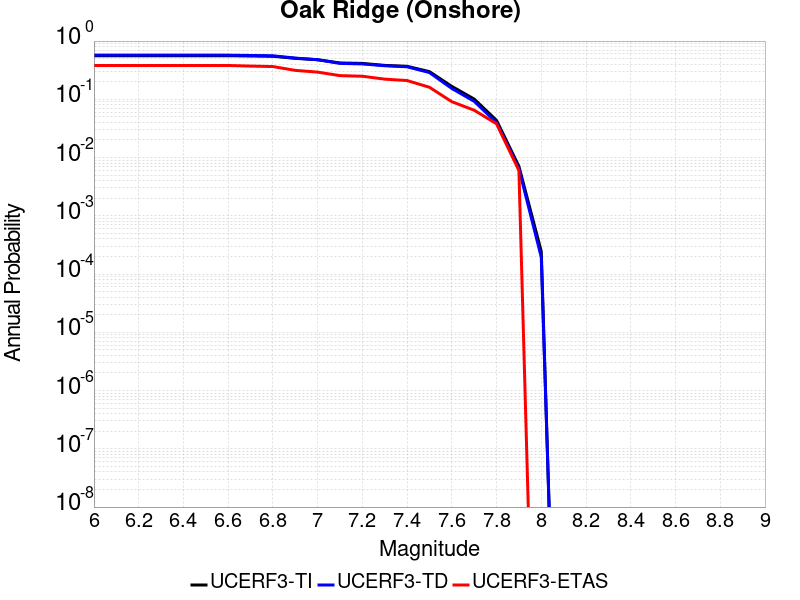 Oak Ridge (Onshore)
10^0
10^-1
10^-2
10^-3
10^-4
10^-5
10^-6
10^-7
10^-8
Annual Probability
6 6.2 6.4 6.6 6.8 7 7.2 7.4 7.6 7.8 8 8.2 8.4 8.6 8.8 9
Magnitude
UCERF3-TI UCERF3-TD UCERF3-ETAS